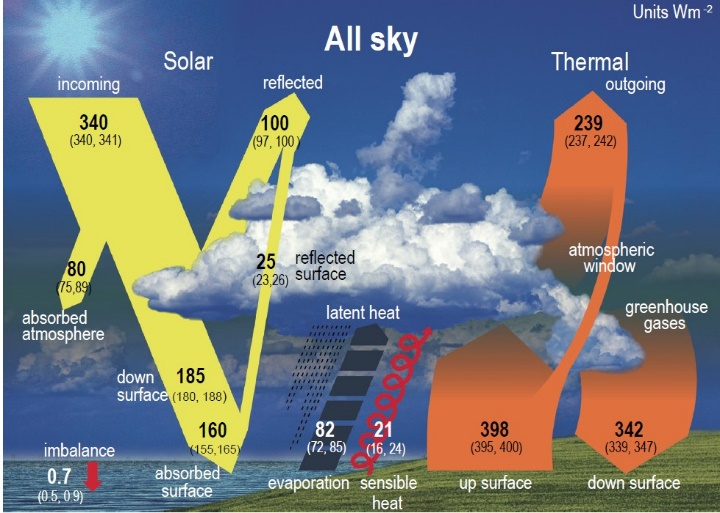 Units Wm⁻²
All sky
Solar
Thermal
incoming
reflected
outgoing
340
(340, 341)
100
(97, 100)
239
(237, 242)
80
(75,89)
absorbed
atmosphere
25
(23,26)
reflected
surface
atmospheric
window
greenhouse
gases
latent heat
down
surface
185
(180, 188)
160
(155,165)
absorbed
surface
82
(72, 85)
evaporation
21
(16, 24)
sensible
heat
398
(395, 400)
up surface
342
(339, 347)
down surface
imbalance
0.7
(0.5, 0.9)